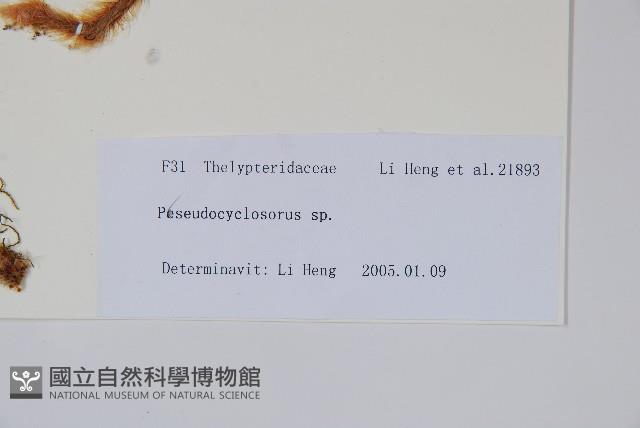 F31 Thelypteridaceae Li Heng et al.21893
Peseudocyclosorus sp.
Determinavit: Li Heng 2005.01.09
國立自然科學博物館
NATIONAL MUSEUM OF NATURAL SCIENCE